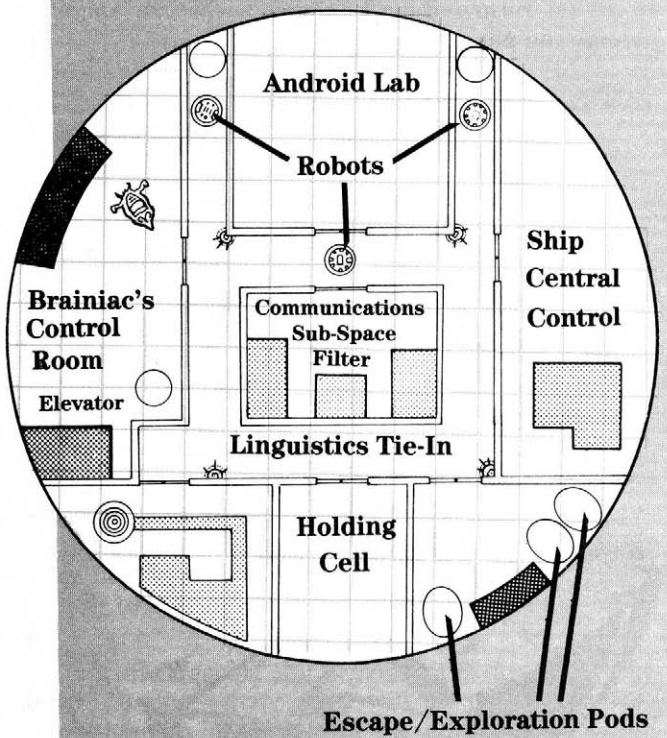 Android Lab
Robots
Ship
Central
Control
Brainiac's
Control
Room
Elevator
Communications
Sub-Space
Filter
Linguistics Tie-In
Holding
Cell
Escape/Exploration Pods